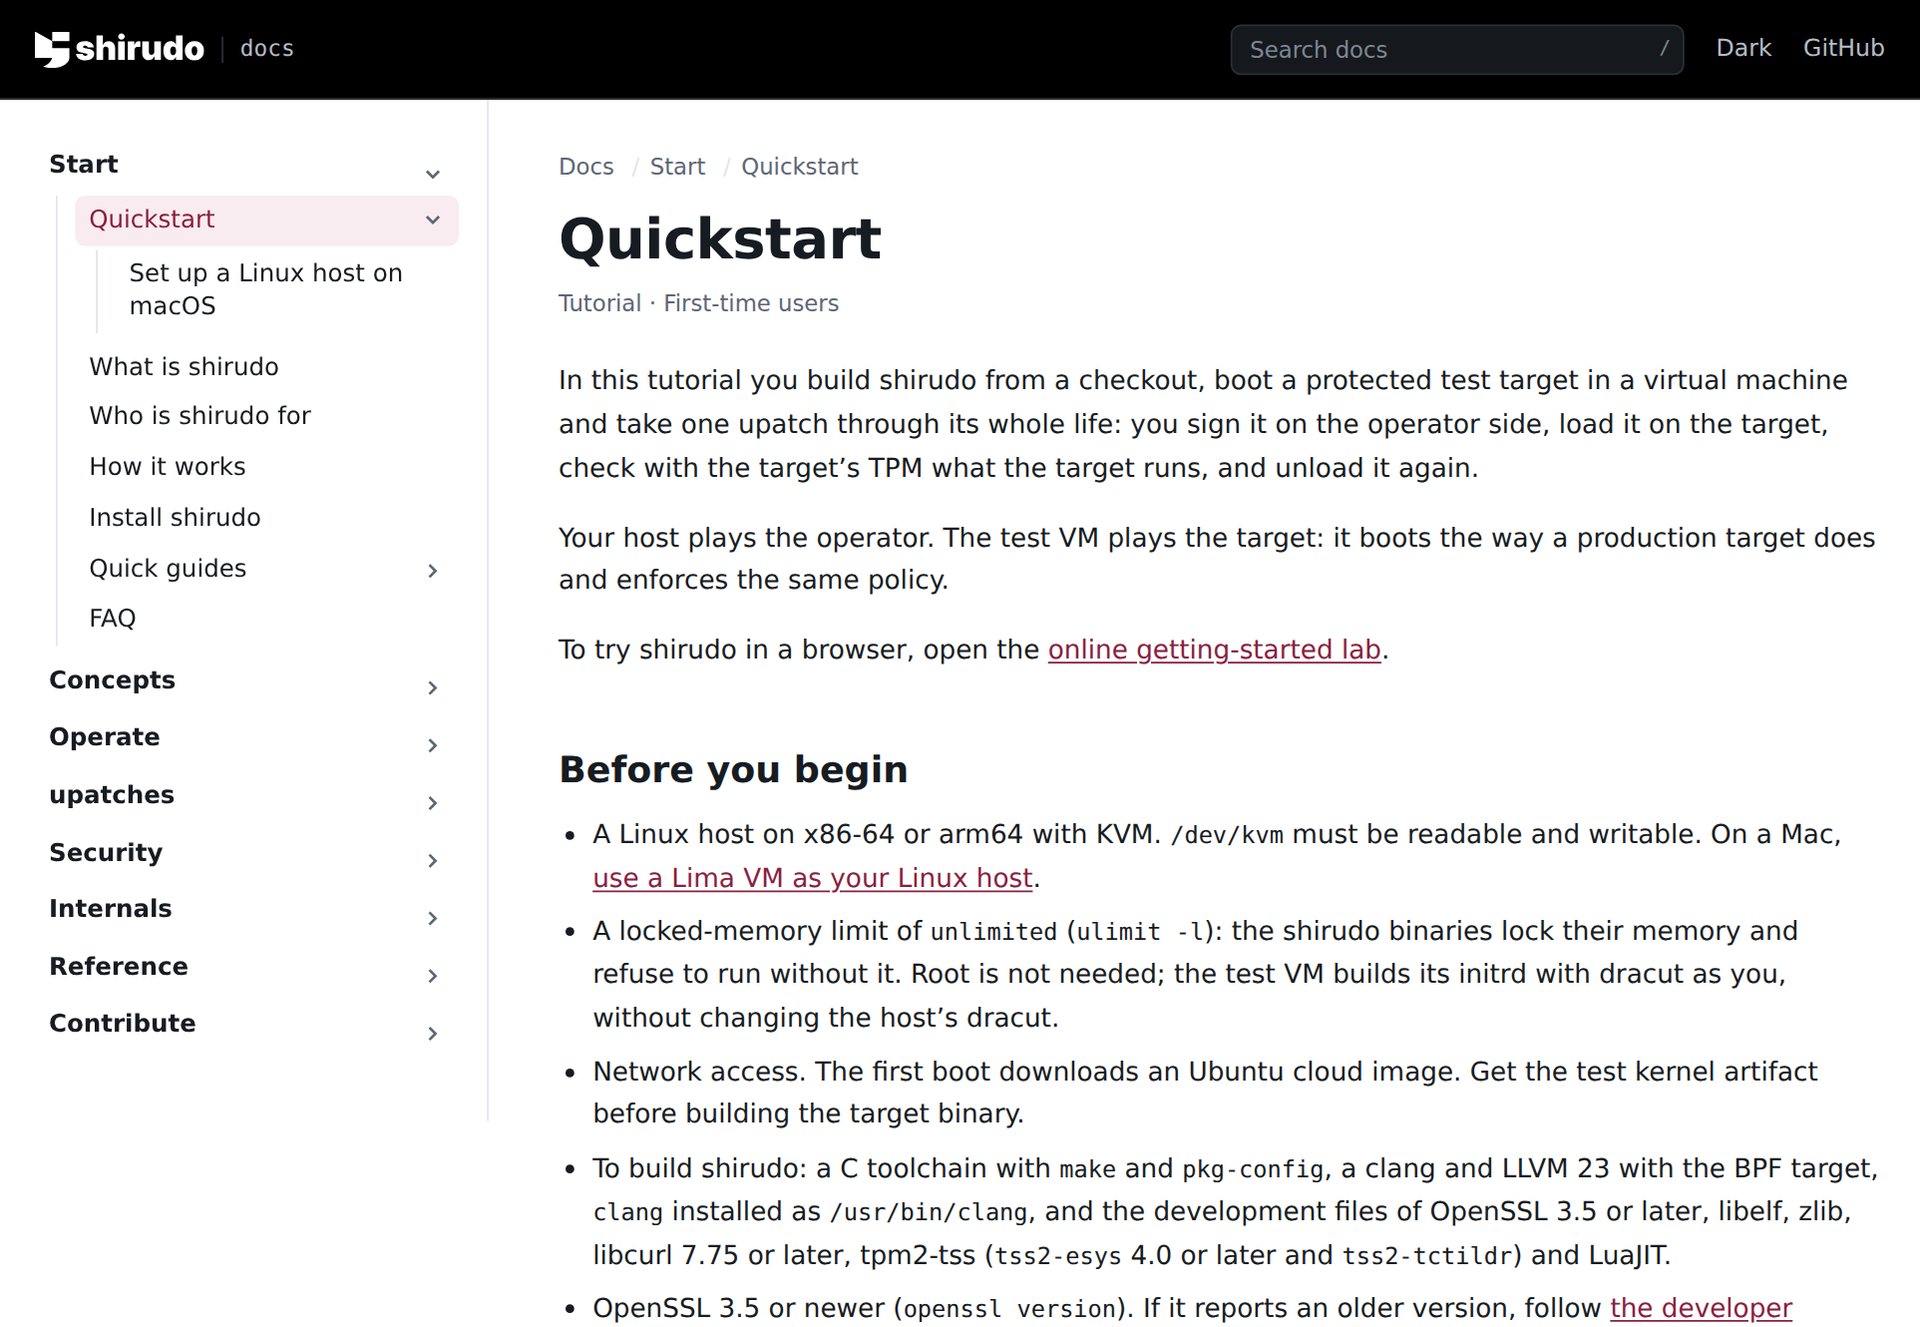 shirudo docs
Search docs /
Dark GitHub
Start
Quickstart
Set up a Linux host on
macOS
What is shirudo
Who is shirudo for
How it works
Install shirudo
Quick guides
FAQ
Concepts
Operate
upatches
Security
Internals
Reference
Contribute
Docs / Start / Quickstart
Quickstart
Tutorial · First-time users
In this tutorial you build shirudo from a checkout, boot a protected test target in a virtual machine
and take one upatch through its whole life: you sign it on the operator side, load it on the target,
check with the target’s TPM what the target runs, and unload it again.
Your host plays the operator. The test VM plays the target: it boots the way a production target does
and enforces the same policy.
To try shirudo in a browser, open the online getting-started lab.
Before you begin
• A Linux host on x86-64 or arm64 with KVM. /dev/kvm must be readable and writable. On a Mac,
use a Lima VM as your Linux host.
• A locked-memory limit of unlimited (ulimit -l): the shirudo binaries lock their memory and
refuse to run without it. Root is not needed; the test VM builds its initrd with dracut as you,
without changing the host’s dracut.
• Network access. The first boot downloads an Ubuntu cloud image. Get the test kernel artifact
before building the target binary.
• To build shirudo: a C toolchain with make and pkg-config, a clang and LLVM 23 with the BPF target,
clang installed as /usr/bin/clang, and the development files of OpenSSL 3.5 or later, libelf, zlib,
libcurl 7.75 or later, tpm2-tss (tss2-esys 4.0 or later and tss2-tctildr) and LuaJIT.
• OpenSSL 3.5 or newer (openssl version). If it reports an older version, follow the developer